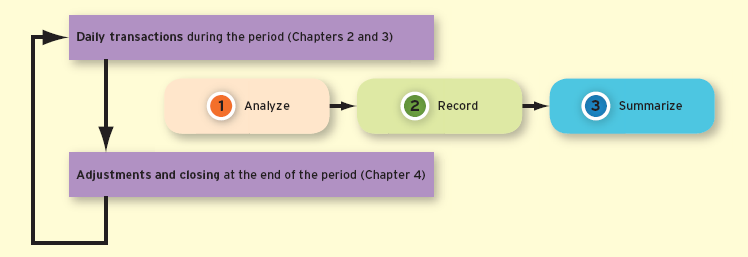 Daily transactions during the period (Chapters 2 and 3)
1 Analyze
2 Record
3 Summarize
Adjustments and closing at the end of the period (Chapter 4)